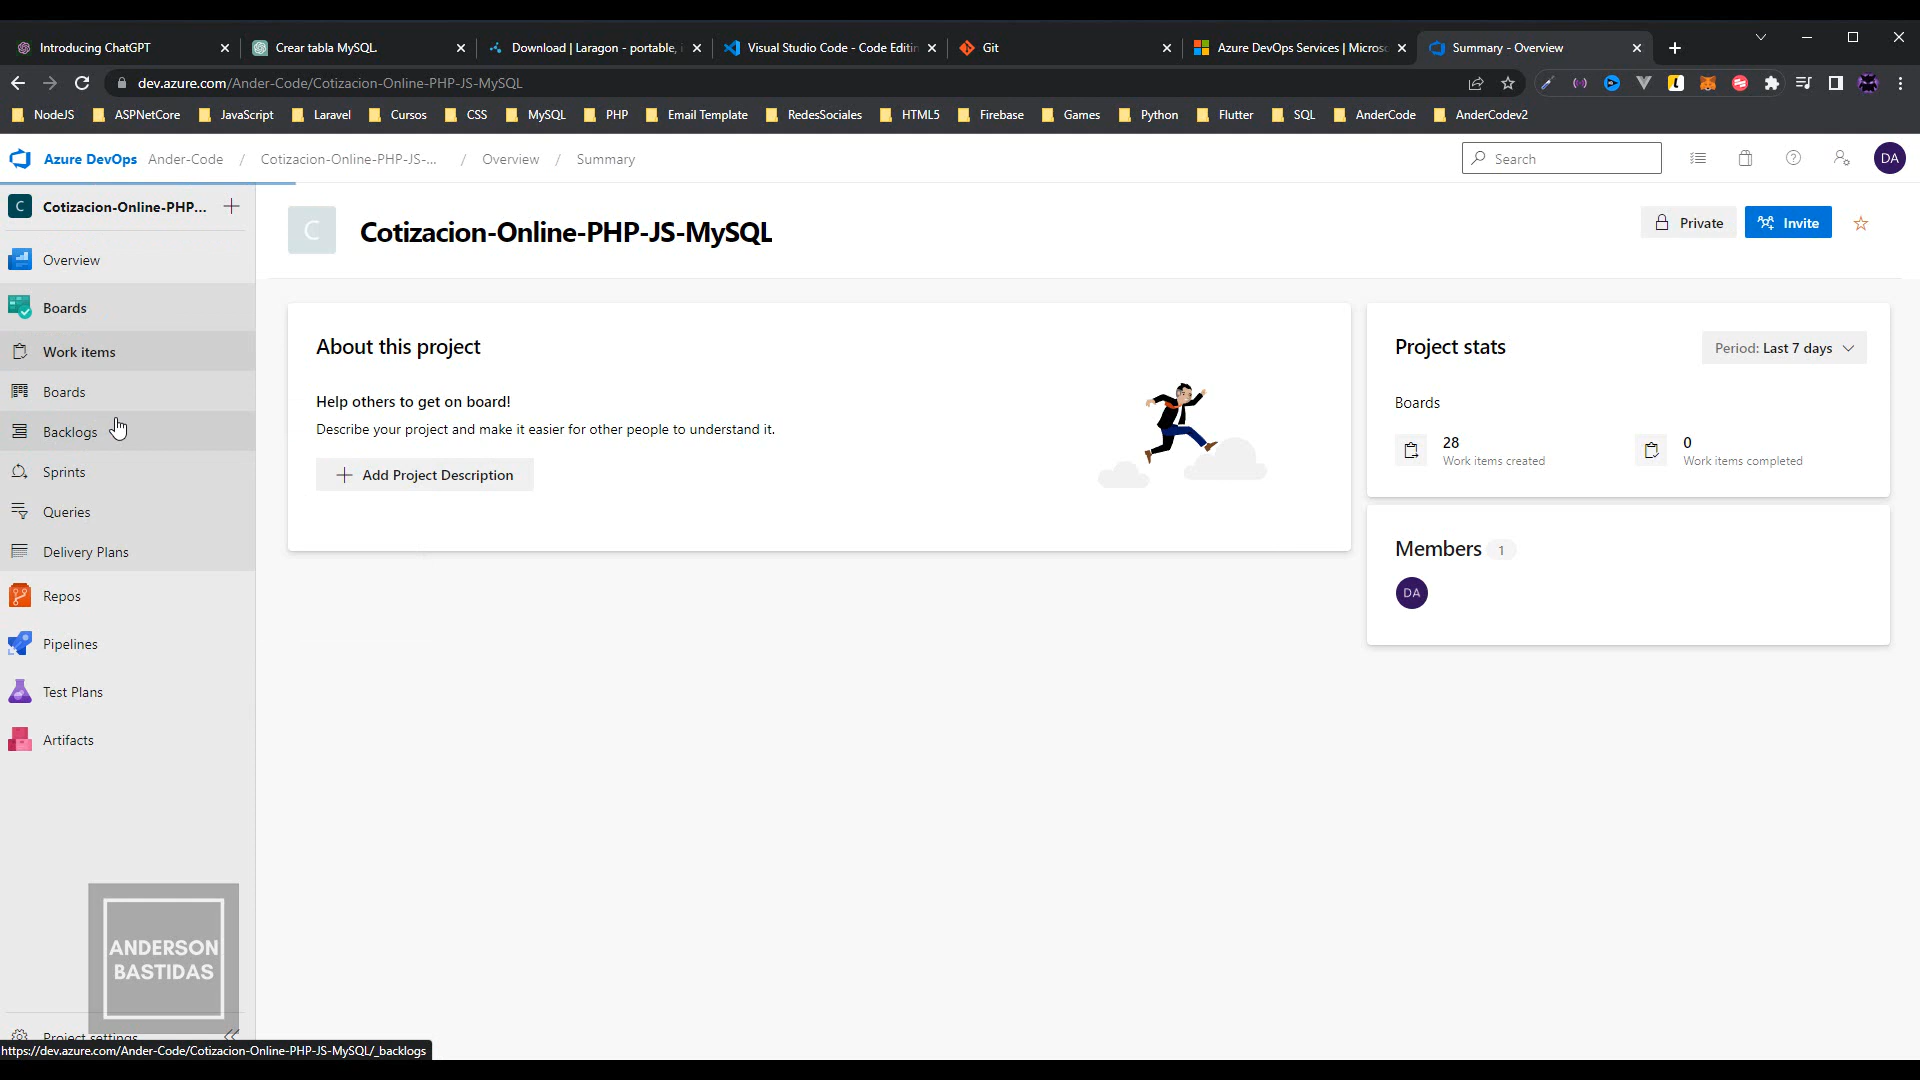 Introducing ChatGPT
Crear tabla MySQL.
Download | Laragon - portable, i
Visual Studio Code - Code Editin
Git
Azure DevOps Services | Microso
Summary - Overview
dev.azure.com/Ander-Code/Cotizacion-Online-PHP-JS-MySQL
NodeJS
ASPNetCore
JavaScript
Laravel
Cursos
CSS
MySQL
PHP
Email Template
RedesSociales
HTML5
Firebase
Games
Python
Flutter
SQL
AnderCode
AnderCodev2
Azure DevOps Ander-Code / Cotizacion-Online-PHP-JS-... / Overview / Summary
Search
DA
C Cotizacion-Online-PHP...
Overview
Boards
Work items
Boards
Backlogs
Sprints
Queries
Delivery Plans
Repos
Pipelines
Test Plans
Artifacts
Project settings
C Cotizacion-Online-PHP-JS-MySQL
Private
Invite
About this project
Help others to get on board!
Describe your project and make it easier for other people to understand it.
Add Project Description
Project stats
Period: Last 7 days
Boards
28
Work items created
0
Work items completed
Members 1
DA
ANDERSON
BASTIDAS
https://dev.azure.com/Ander-Code/Cotizacion-Online-PHP-JS-MySQL/_backlogs